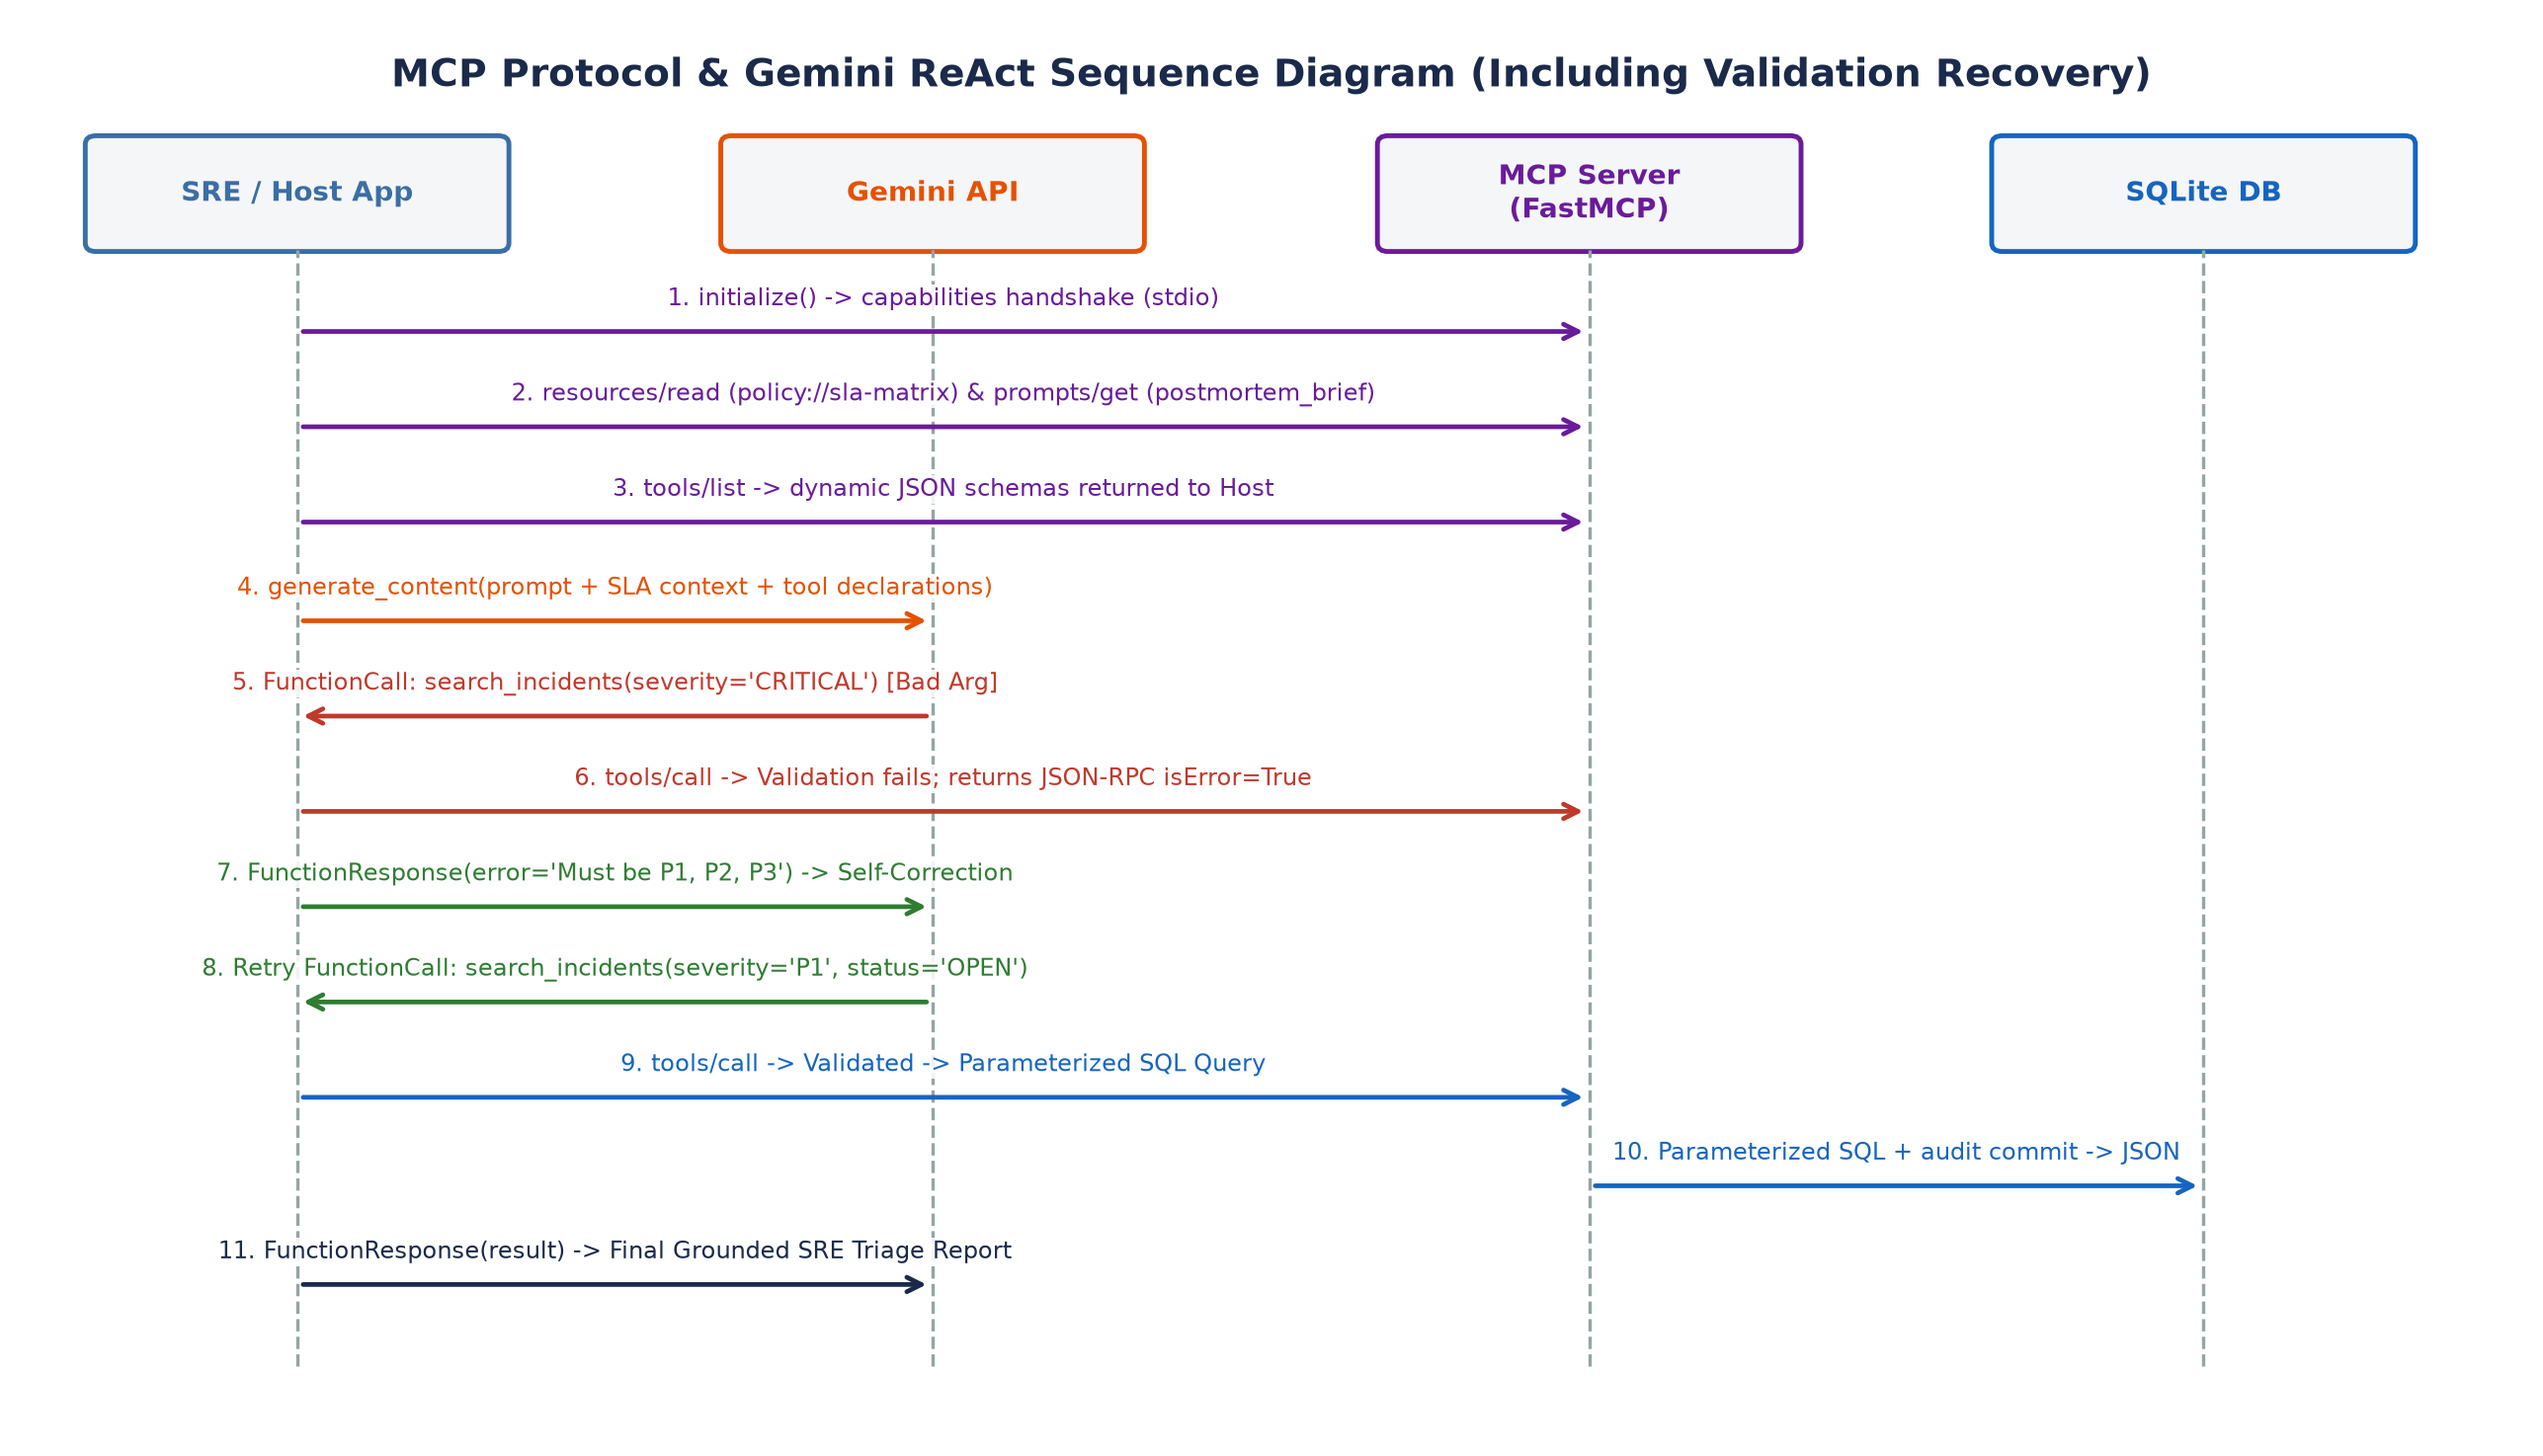 MCP Protocol & Gemini ReAct Sequence Diagram (Including Validation Recovery)
SRE / Host App
Gemini API
MCP Server
(FastMCP)
SQLite DB
1. initialize() -> capabilities handshake (stdio)
2. resources/read (policy://sla-matrix) & prompts/get (postmortem_brief)
3. tools/list -> dynamic JSON schemas returned to Host
4. generate_content(prompt + SLA context + tool declarations)
5. FunctionCall: search_incidents(severity='CRITICAL') [Bad Arg]
6. tools/call -> Validation fails; returns JSON-RPC isError=True
7. FunctionResponse(error='Must be P1, P2, P3') -> Self-Correction
8. Retry FunctionCall: search_incidents(severity='P1', status='OPEN')
9. tools/call -> Validated -> Parameterized SQL Query
10. Parameterized SQL + audit commit -> JSON
11. FunctionResponse(result) -> Final Grounded SRE Triage Report